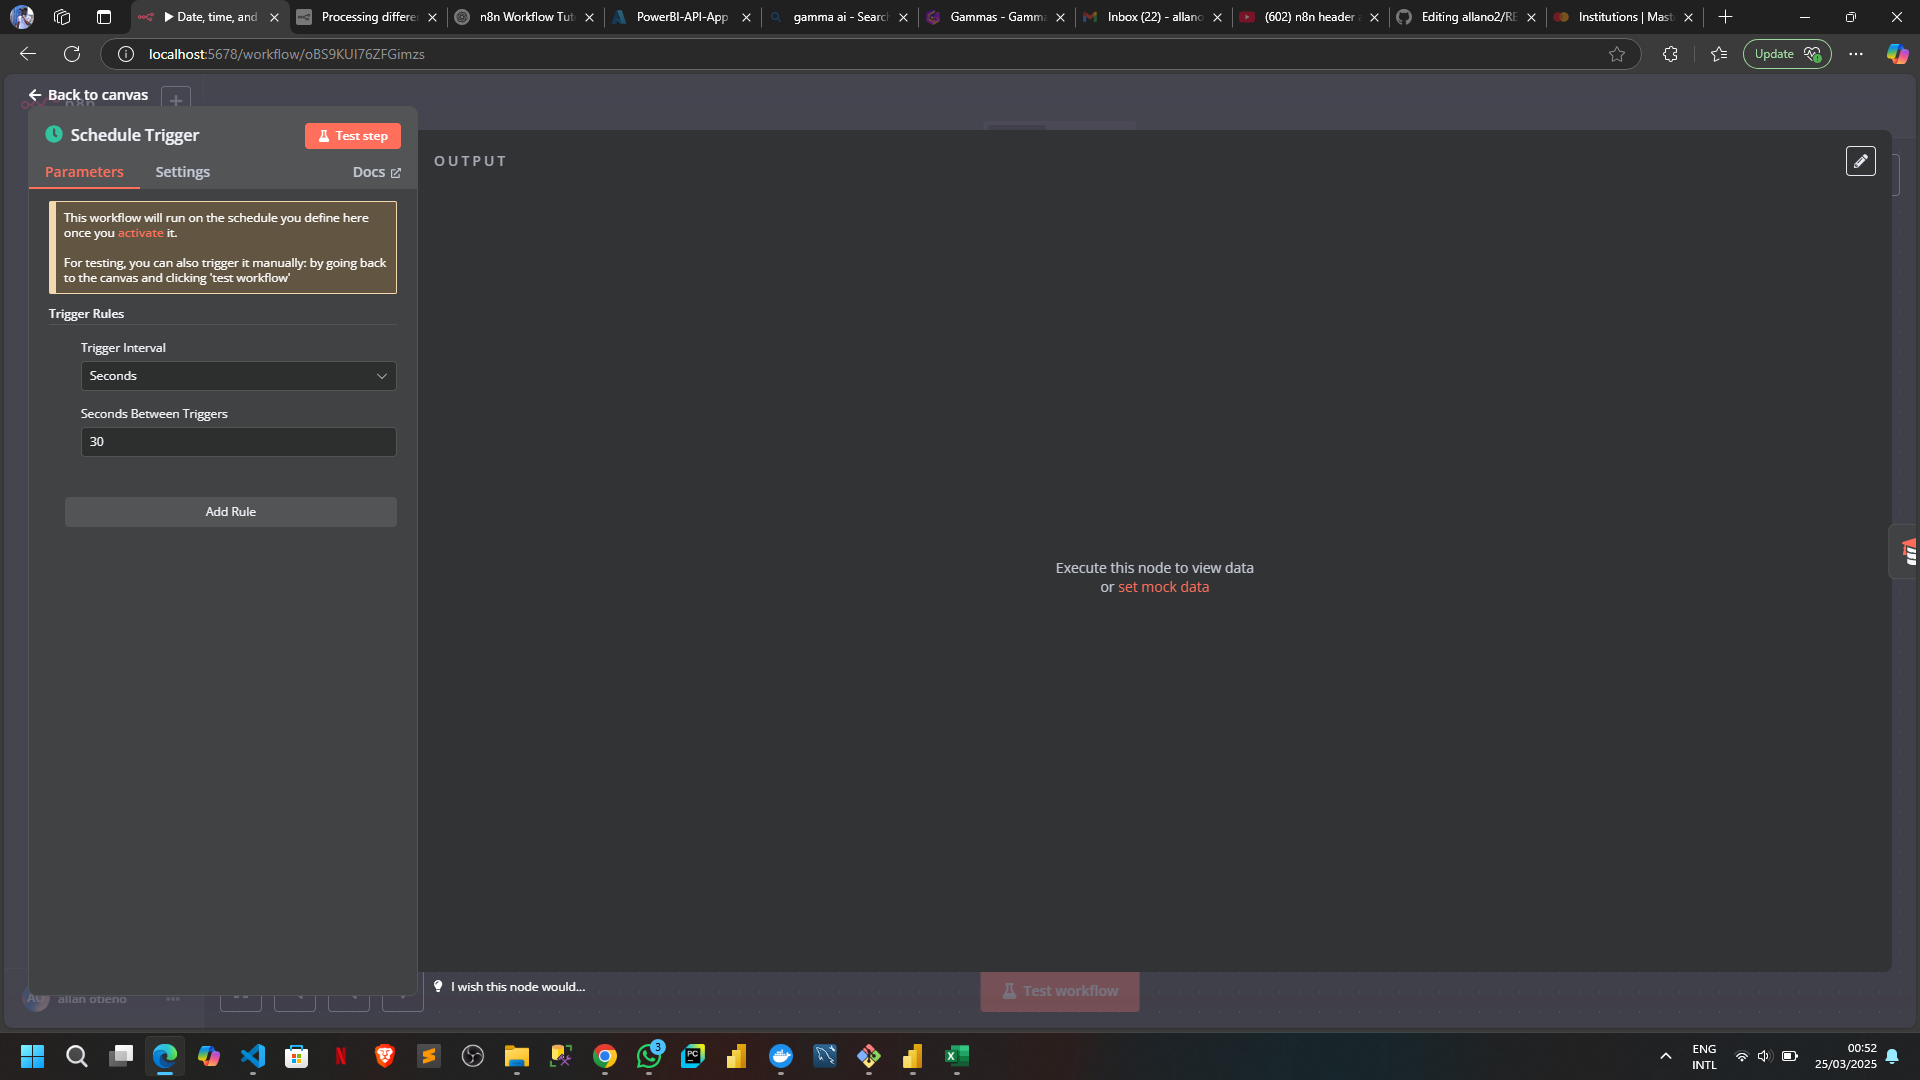 ▶ Date, time, and
Processing differe
n8n Workflow Tut
PowerBI-API-App
gamma ai - Search
Gammas - Gamma
Inbox (22) - allano
(602) n8n header
Editing allano2/RE
Institutions | Mast
localhost:5678/workflow/oBS9KUI76ZFGimzs
Update
Back to canvas
Schedule Trigger
Test step
Parameters
Settings
Docs
This workflow will run on the schedule you define here
once you activate it.
For testing, you can also trigger it manually: by going back
to the canvas and clicking 'test workflow'
Trigger Rules
Trigger Interval
Seconds
Seconds Between Triggers
30
Add Rule
OUTPUT
Execute this node to view data
or set mock data
I wish this node would...
Test workflow
allan otieno
3
PC
ENG
INTL
00:52
25/03/2025